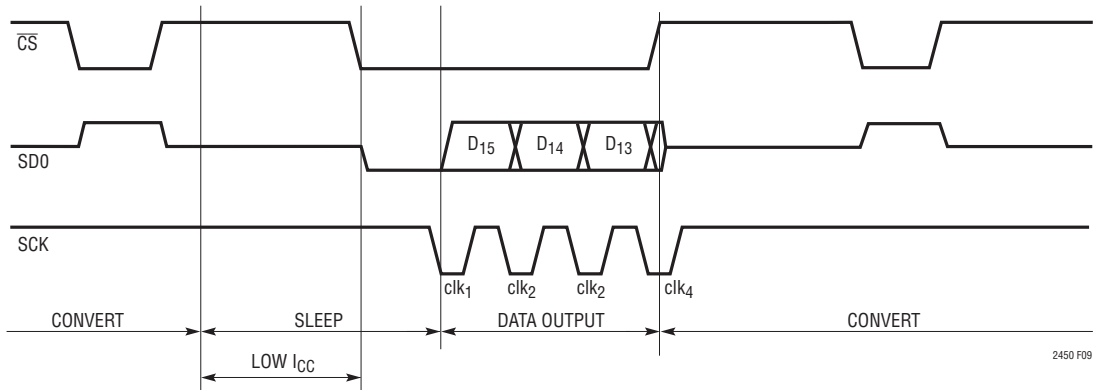 CS
D15 D14 D13
SD0
SCK
clk1 clk2 clk2 clk4
CONVERT SLEEP DATA OUTPUT CONVERT
LOW ICC
2450 F09